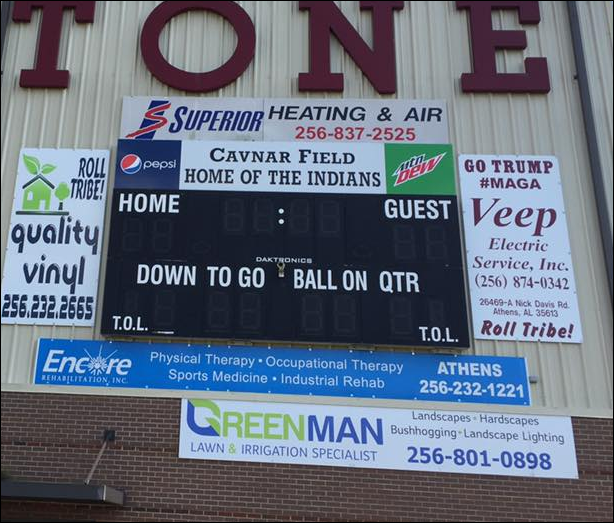 TONE
SUPERIOR
HEATING & AIR
256-837-2525
pepsi
CAVNAR FIELD
HOME OF THE INDIANS
Mtn DEW
HOME
:
GUEST
DAKTRONICS
DOWN TO GO BALL ON QTR
T.O.L.
T.O.L.
ROLL
TRIBE!
quality
vinyl
256.232.2665
GO TRUMP
#MAGA
Veep
Electric
Service, Inc.
(256) 874-0342
26469-A Nick Davis Rd.
Athens, AL 35613
Roll Tribe!
Encore
REHABILITATION, INC.
Physical Therapy • Occupational Therapy
Sports Medicine • Industrial Rehab
ATHENS
256-232-1221
GREENMAN
LAWN & IRRIGATION SPECIALIST
Landscapes • Hardscapes
Bushhogging • Landscape Lighting
256-801-0898